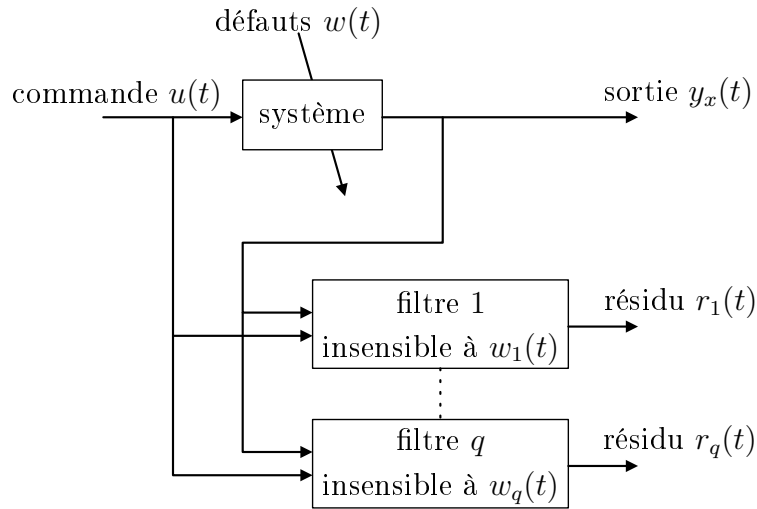 défauts w(t)
commande u(t)
système
sortie y_x(t)
filtre 1
insensible à w_1(t)
résidu r_1(t)
filtre q
insensible à w_q(t)
résidu r_q(t)